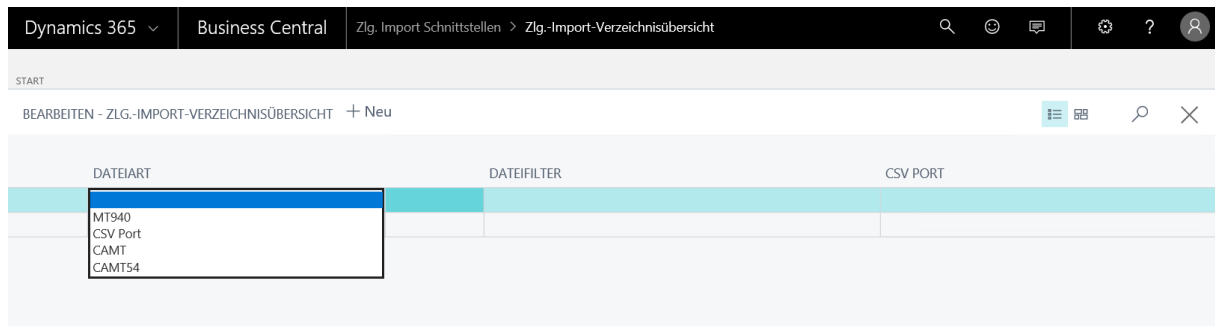 Dynamics 365 Business Central Zlg. Import Schnittstellen > Zlg.-Import-Verzeichnisübersicht ?
START
BEARBEITEN - ZLG.-IMPORT-VERZEICHNISÜBERSICHT + Neu
DATEIART DATEIFILTER CSV PORT
MT940
CSV Port
CAMT
CAMT54